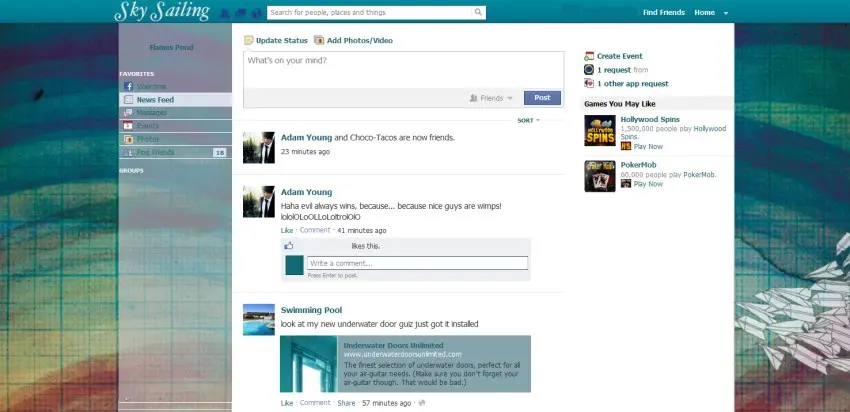 Sky Sailing
Search for people, places and things
Find Friends Home
Update Status Add Photos/Video
What's on your mind?
Friends
Post
SORT
Flames Pond
FAVORITES
Welcome
News Feed
Messages
Events
Photos
Find Friends 16
GROUPS
Adam Young and Choco-Tacos are now friends.
23 minutes ago
Adam Young
Haha evil always wins, because... because nice guys are wimps!
lololOLoOLLoLoltrolOlO
Like · Comment · 41 minutes ago
likes this.
Write a comment...
Press Enter to post.
Swimming Pool
look at my new underwater door guiz just got it installed
Underwater Doors Unlimited
www.underwaterdoorsunlimited.com
The finest selection of underwater doors, perfect for all
your air-guitar needs. (Make sure you don't forget your
air-guitar though. That would be bad.)
Like · Comment · Share · 57 minutes ago ·
Create Event
1 request from
1 other app request
Games You May Like
Hollywood Spins
1,500,000 people play Hollywood
Spins.
Play Now
PokerMob
60,000 people play PokerMob.
Play Now
HOLLYWOOD
SPINS